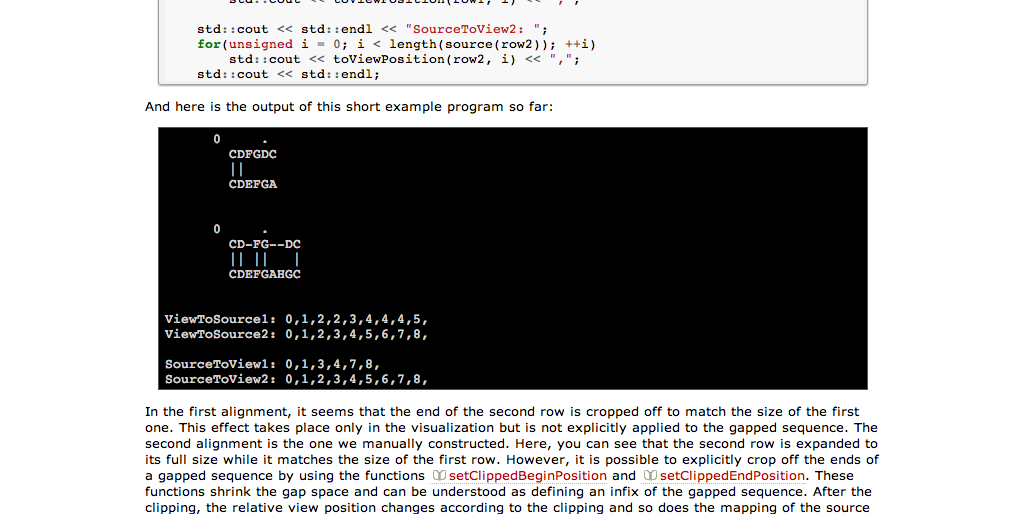 std::cout << std::endl << "SourceToView2: ";
for(unsigned i = 0; i < length(source(row2)); ++i)
std::cout << toViewPosition(row2, i) << ",";
std::cout << std::endl;
And here is the output of this short example program so far:
0 .
CDFGDC
||
CDEFGA
0 .
CD-FG--DC
|| || |
CDEFGAHGC
ViewToSource1: 0,1,2,2,3,4,4,4,5,
ViewToSource2: 0,1,2,3,4,5,6,7,8,
SourceToView1: 0,1,3,4,7,8,
SourceToView2: 0,1,2,3,4,5,6,7,8,
In the first alignment, it seems that the end of the second row is cropped off to match the size of the first
one. This effect takes place only in the visualization but is not explicitly applied to the gapped sequence. The
second alignment is the one we manually constructed. Here, you can see that the second row is expanded to
its full size while it matches the size of the first row. However, it is possible to explicitly crop off the ends of
a gapped sequence by using the functions setClippedBeginPosition and setClippedEndPosition. These
functions shrink the gap space and can be understood as defining an infix of the gapped sequence. After the
clipping, the relative view position changes according to the clipping and so does the mapping of the source